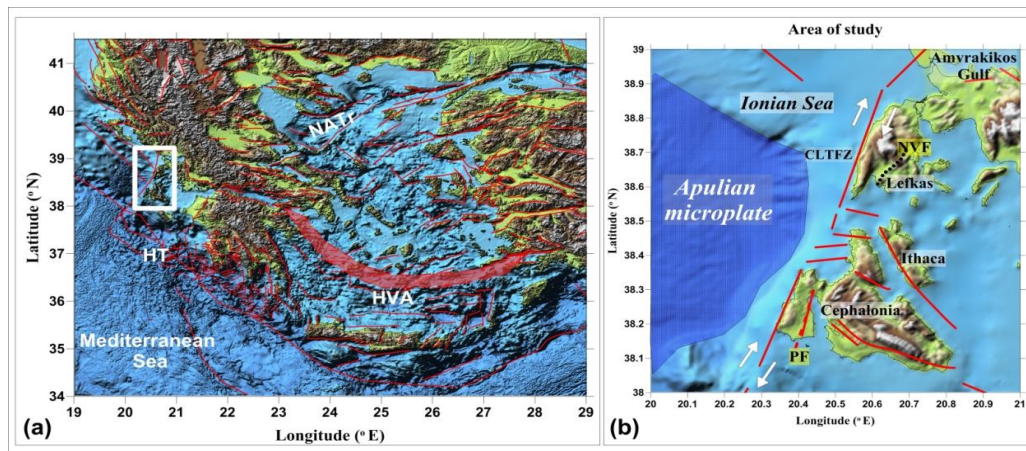 41
40
39
38
37
36
35
34
Latitude (° N)
NATr
HT
HVA
Mediterranean
Sea
19 20 21 22 23 24 25 26 27 28 29
Longitude (° E)
(a)
Area of study
39
38.9
38.8
38.7
38.6
38.5
38.4
38.3
38.2
38.1
38
Latitude (° N)
Amvrakikos
Gulf
Ionian Sea
CLTFZ
NVF
Lefkas
Apulian
microplate
Ithaca
Cephalonia
PF
20 20.1 20.2 20.3 20.4 20.5 20.6 20.7 20.8 20.9 21
Longitude (° E)
(b)